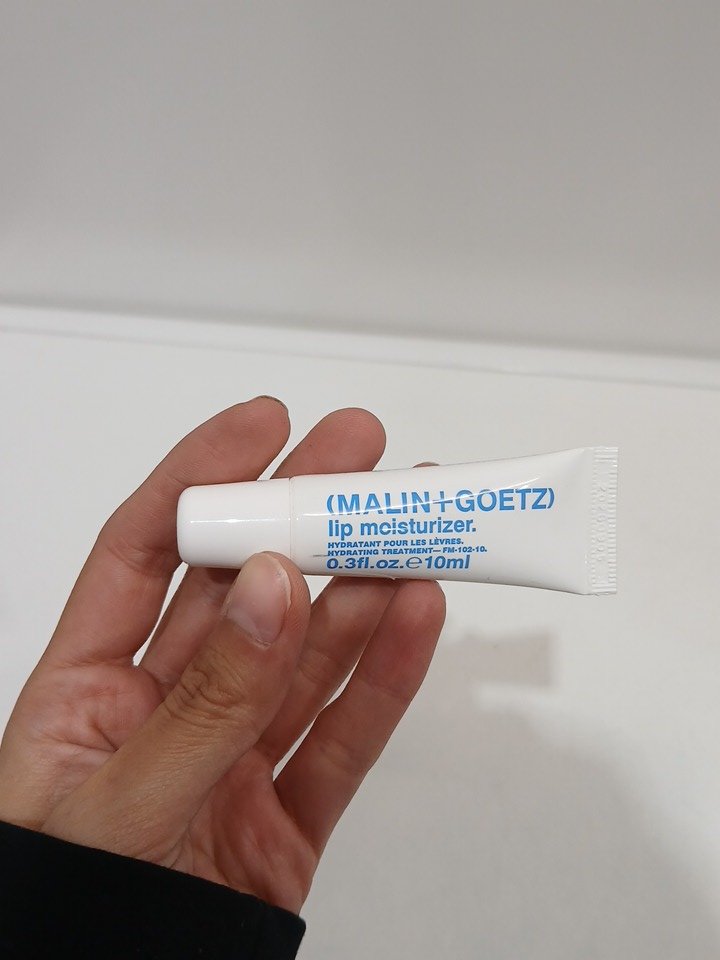 (MALIN+GOETZ)
lip moisturizer.
HYDRATANT POUR LES LÈVRES.
HYDRATING TREATMENT—FM-102-10.
0.3fl.oz.℮10ml